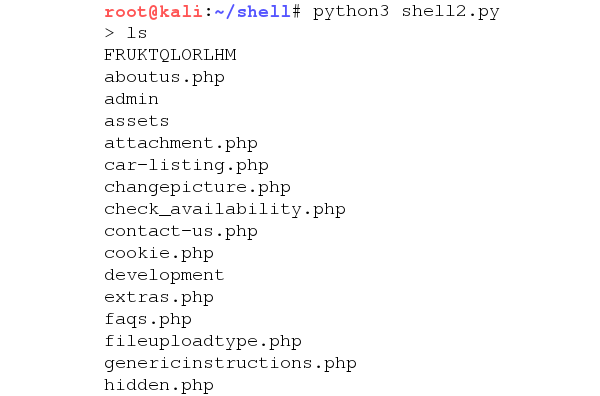 root@kali:~/shell# python3 shell2.py
> ls
FRUKTQLORLHM
aboutus.php
admin
assets
attachment.php
car-listing.php
changepicture.php
check_availability.php
contact-us.php
cookie.php
development
extras.php
faqs.php
fileuploadtype.php
genericinstructions.php
hidden.php